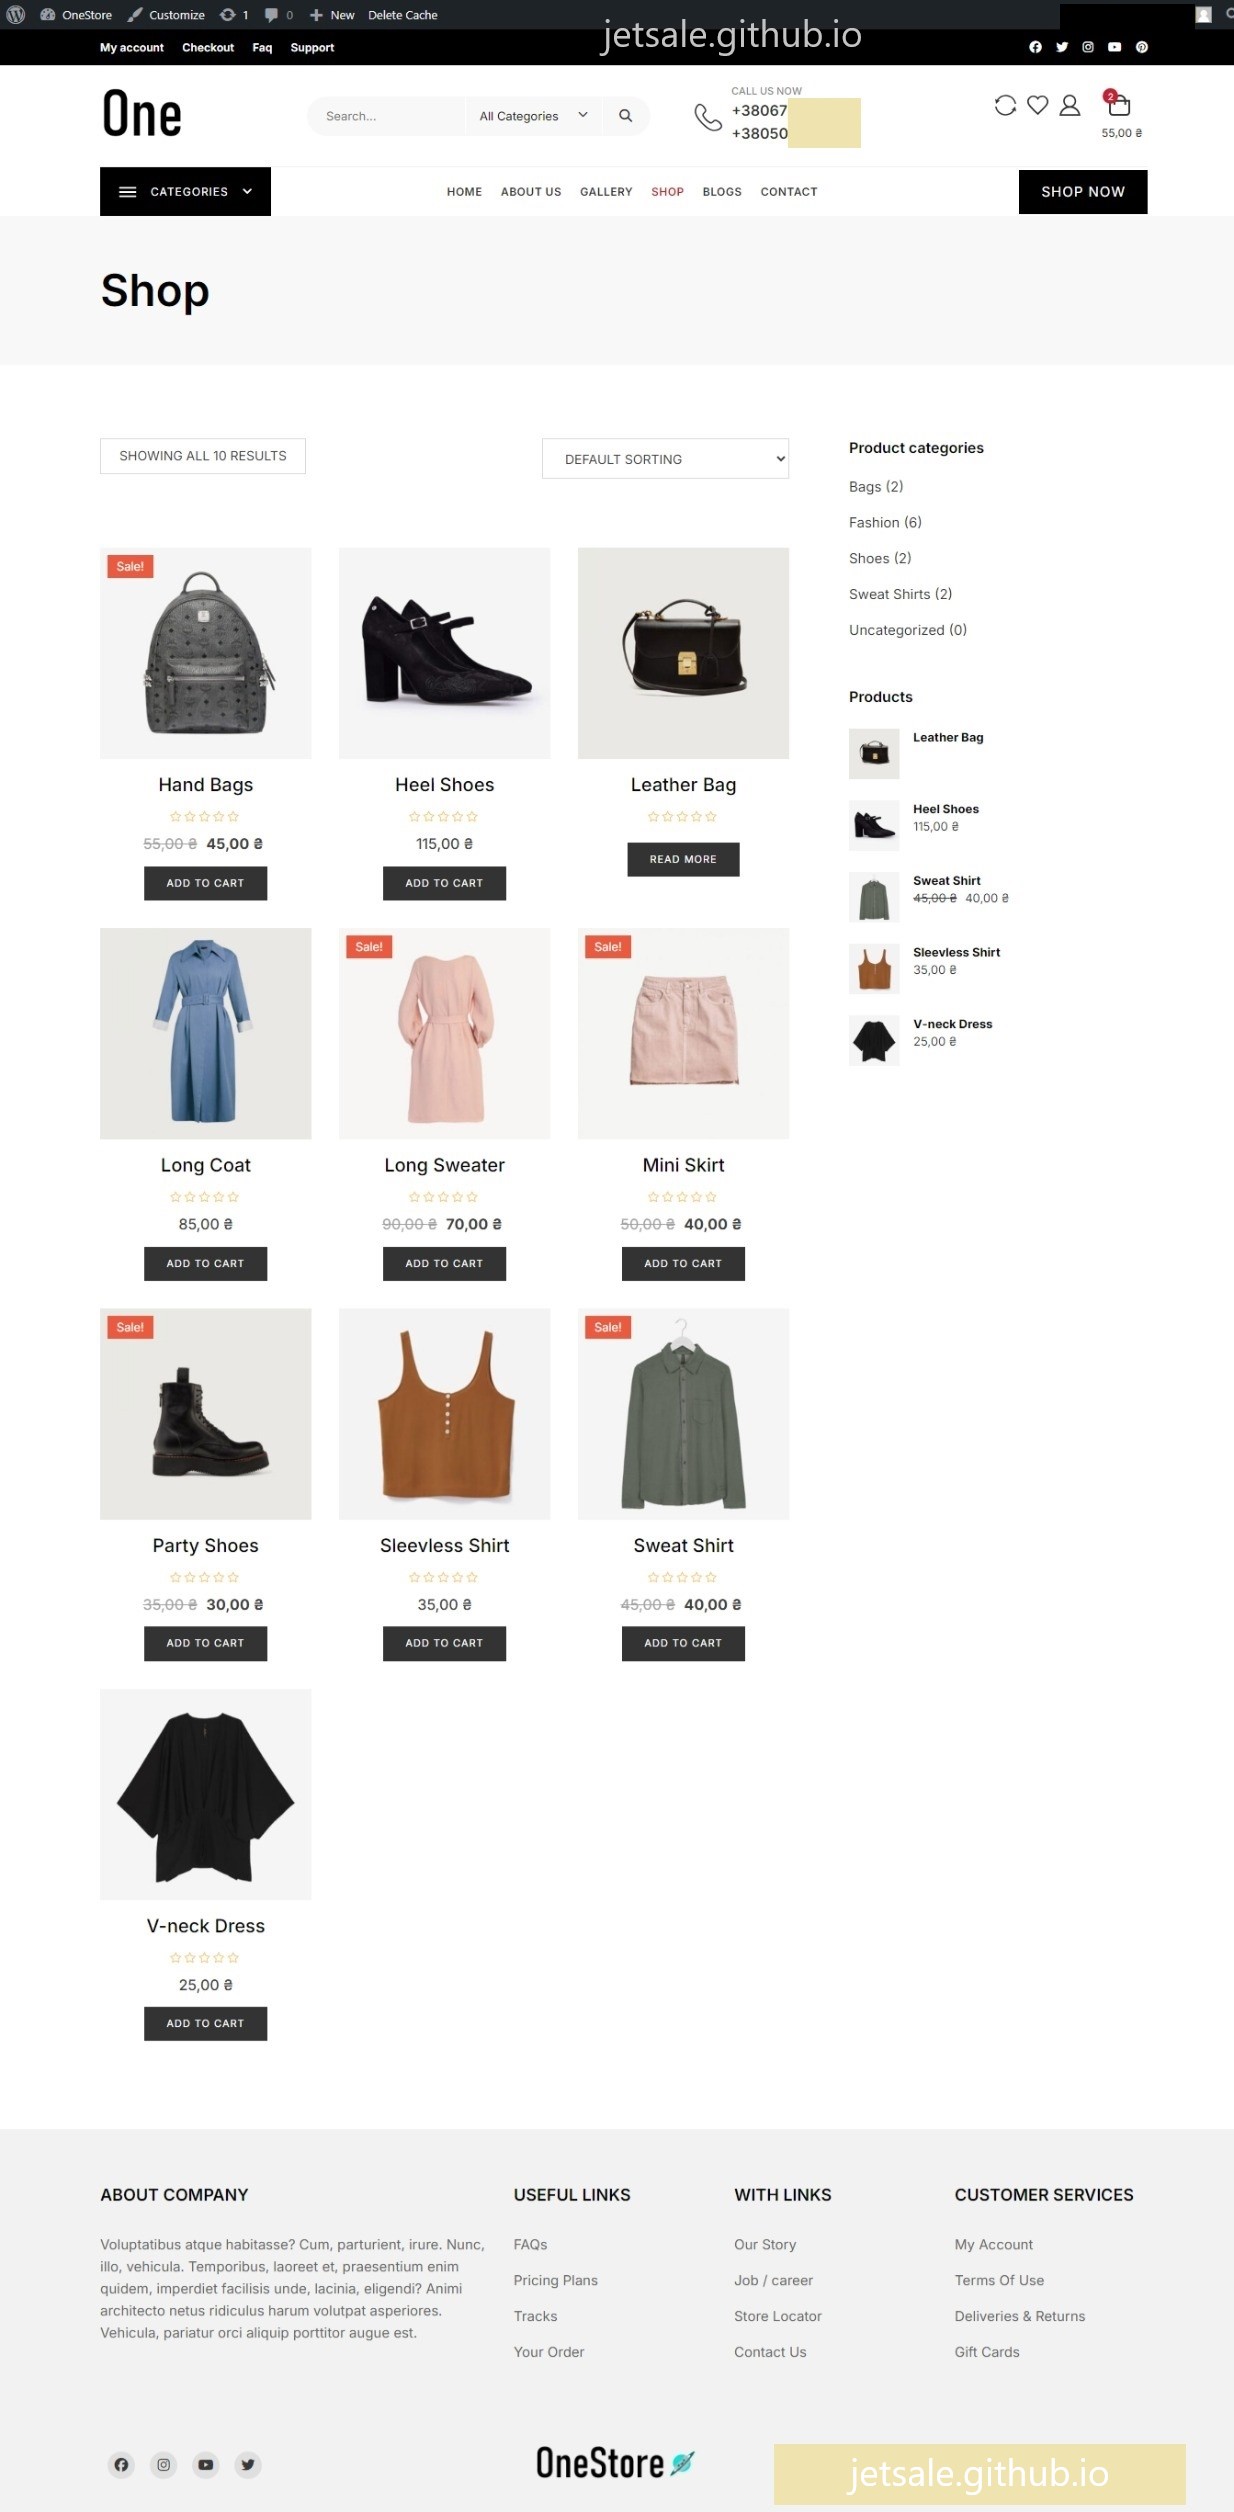 OneStore Customize 1 0 New Delete Cache
jetsale.github.io
My account Checkout Faq Support
One
Search... All Categories
CALL US NOW
+38067
+38050
2
55,00 ₴
CATEGORIES
HOME ABOUT US GALLERY SHOP BLOGS CONTACT
SHOP NOW
Shop
SHOWING ALL 10 RESULTS
DEFAULT SORTING
Sale!
Hand Bags
55,00 ₴ 45,00 ₴
ADD TO CART
Heel Shoes
115,00 ₴
ADD TO CART
Leather Bag
READ MORE
Long Coat
85,00 ₴
ADD TO CART
Sale!
Long Sweater
90,00 ₴ 70,00 ₴
ADD TO CART
Sale!
Mini Skirt
50,00 ₴ 40,00 ₴
ADD TO CART
Sale!
Party Shoes
35,00 ₴ 30,00 ₴
ADD TO CART
Sleevless Shirt
35,00 ₴
ADD TO CART
Sale!
Sweat Shirt
45,00 ₴ 40,00 ₴
ADD TO CART
V-neck Dress
25,00 ₴
ADD TO CART
Product categories
Bags (2)
Fashion (6)
Shoes (2)
Sweat Shirts (2)
Uncategorized (0)
Products
Leather Bag
Heel Shoes
115,00 ₴
Sweat Shirt
45,00 ₴ 40,00 ₴
Sleevless Shirt
35,00 ₴
V-neck Dress
25,00 ₴
ABOUT COMPANY
Voluptatibus atque habitasse? Cum, parturient, irure. Nunc,
illo, vehicula. Temporibus, laoreet et, praesentium enim
quidem, imperdiet facilisis unde, lacinia, eligendi? Animi
architecto netus ridiculus harum volutpat asperiores.
Vehicula, pariatur orci aliquip porttitor augue est.
USEFUL LINKS
FAQs
Pricing Plans
Tracks
Your Order
WITH LINKS
Our Story
Job / career
Store Locator
Contact Us
CUSTOMER SERVICES
My Account
Terms Of Use
Deliveries & Returns
Gift Cards
OneStore
jetsale.github.io